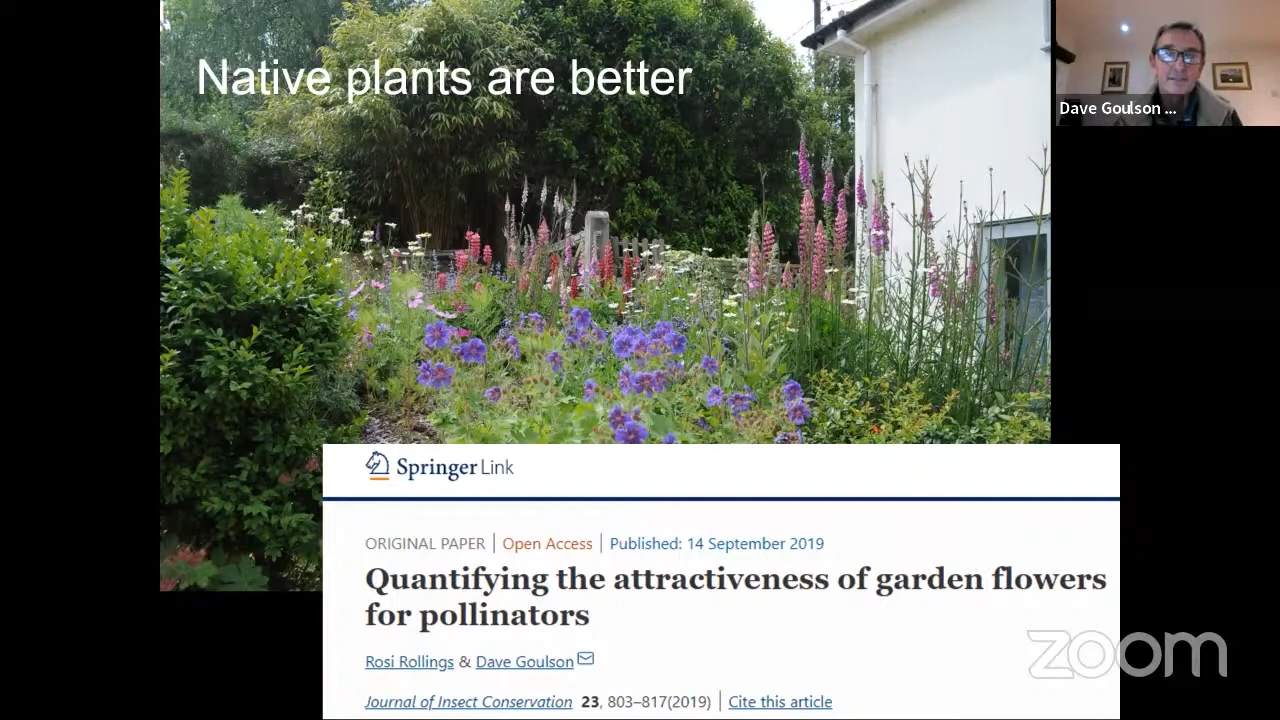 Native plants are better
Dave Goulson ...
Springer Link
ORIGINAL PAPER | Open Access | Published: 14 September 2019
Quantifying the attractiveness of garden flowers
for pollinators
Rosi Rollings & Dave Goulson
zoom
Journal of Insect Conservation 23, 803–817(2019) | Cite this article